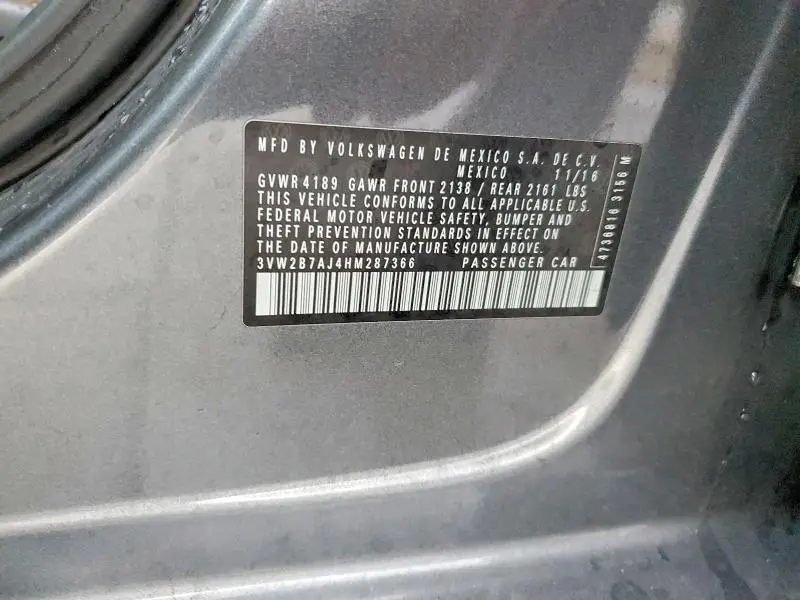 MFD BY VOLKSWAGEN DE MEXICO S.A. DE C.V.
MEXICO 11/16
GVWR 4189 GAWR FRONT 2138 / REAR 2161 LBS
THIS VEHICLE CONFORMS TO ALL APPLICABLE U.S.
FEDERAL MOTOR VEHICLE SAFETY, BUMPER AND
THEFT PREVENTION STANDARDS IN EFFECT ON
THE DATE OF MANUFACTURE SHOWN ABOVE.
3VW2B7AJ4HM287366 PASSENGER CAR
4736816 3156 M